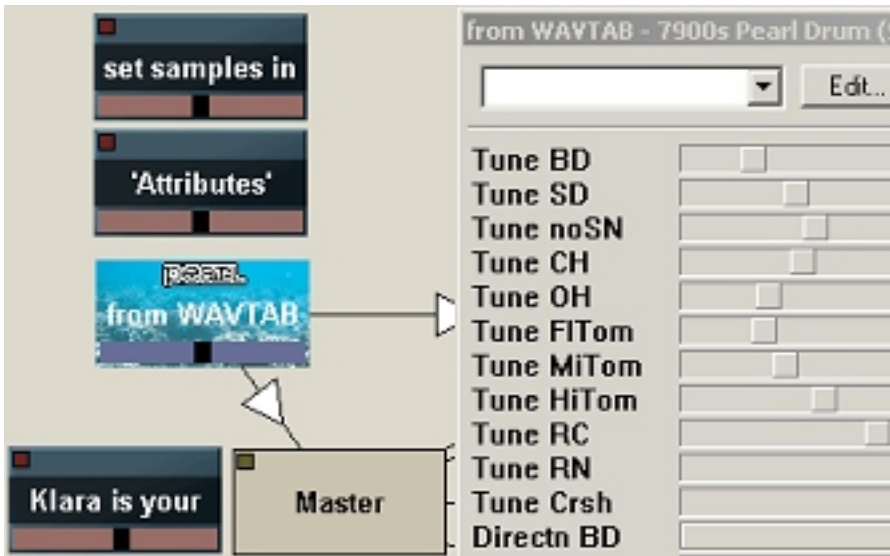 set samples in
'Attributes'
PEARL
from WAVTAB
Klara is your
Master
from WAVTAB - 7900s Pearl Drum
Edit...
Tune BD
Tune SD
Tune noSN
Tune CH
Tune OH
Tune FlTom
Tune MiTom
Tune HiTom
Tune RC
Tune RN
Tune Crsh
Directn BD